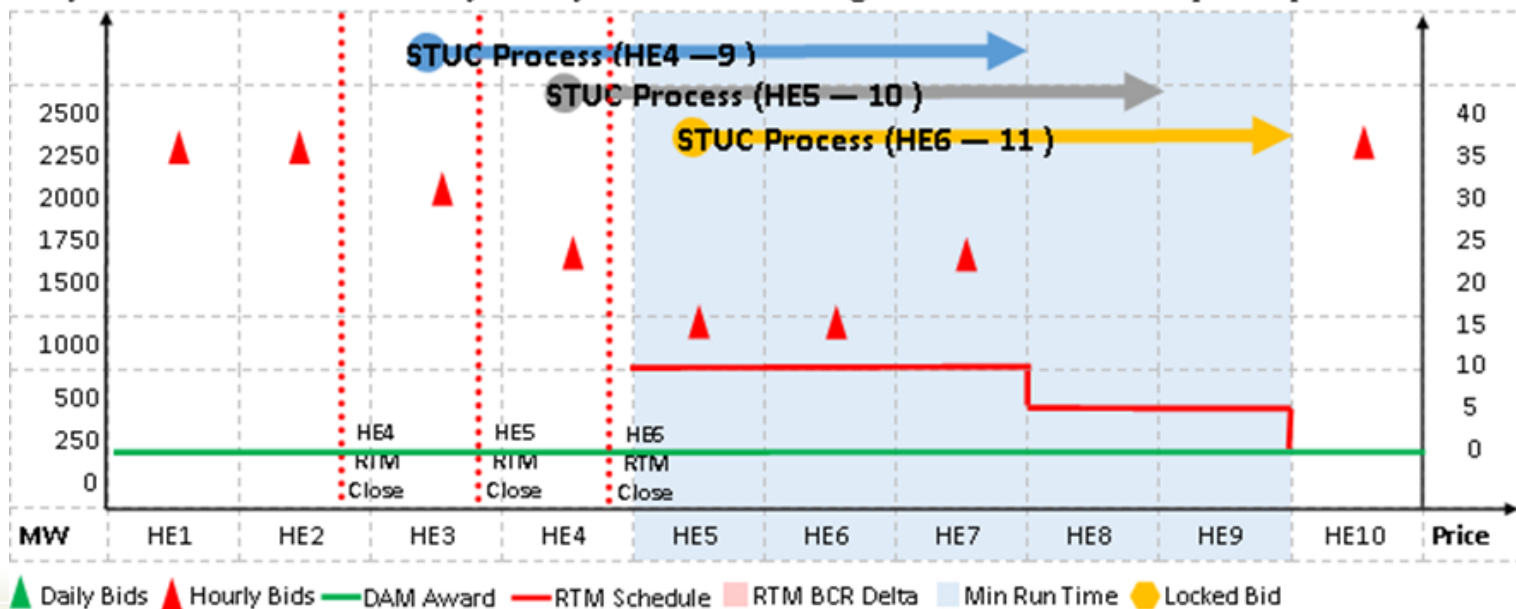 STUC Process (HE4 —9 )
STUC Process (HE5 — 10 )
STUC Process (HE6 — 11 )
2500
2250
2000
1750
1500
1000
500
250
0
40
35
30
25
20
15
10
5
0
HE4
RTM
Close
HE5
RTM
Close
HE6
RTM
Close
MW HE1 HE2 HE3 HE4 HE5 HE6 HE7 HE8 HE9 HE10 Price
Daily Bids Hourly Bids DAM Award RTM Schedule RTM BCR Delta Min Run Time Locked Bid